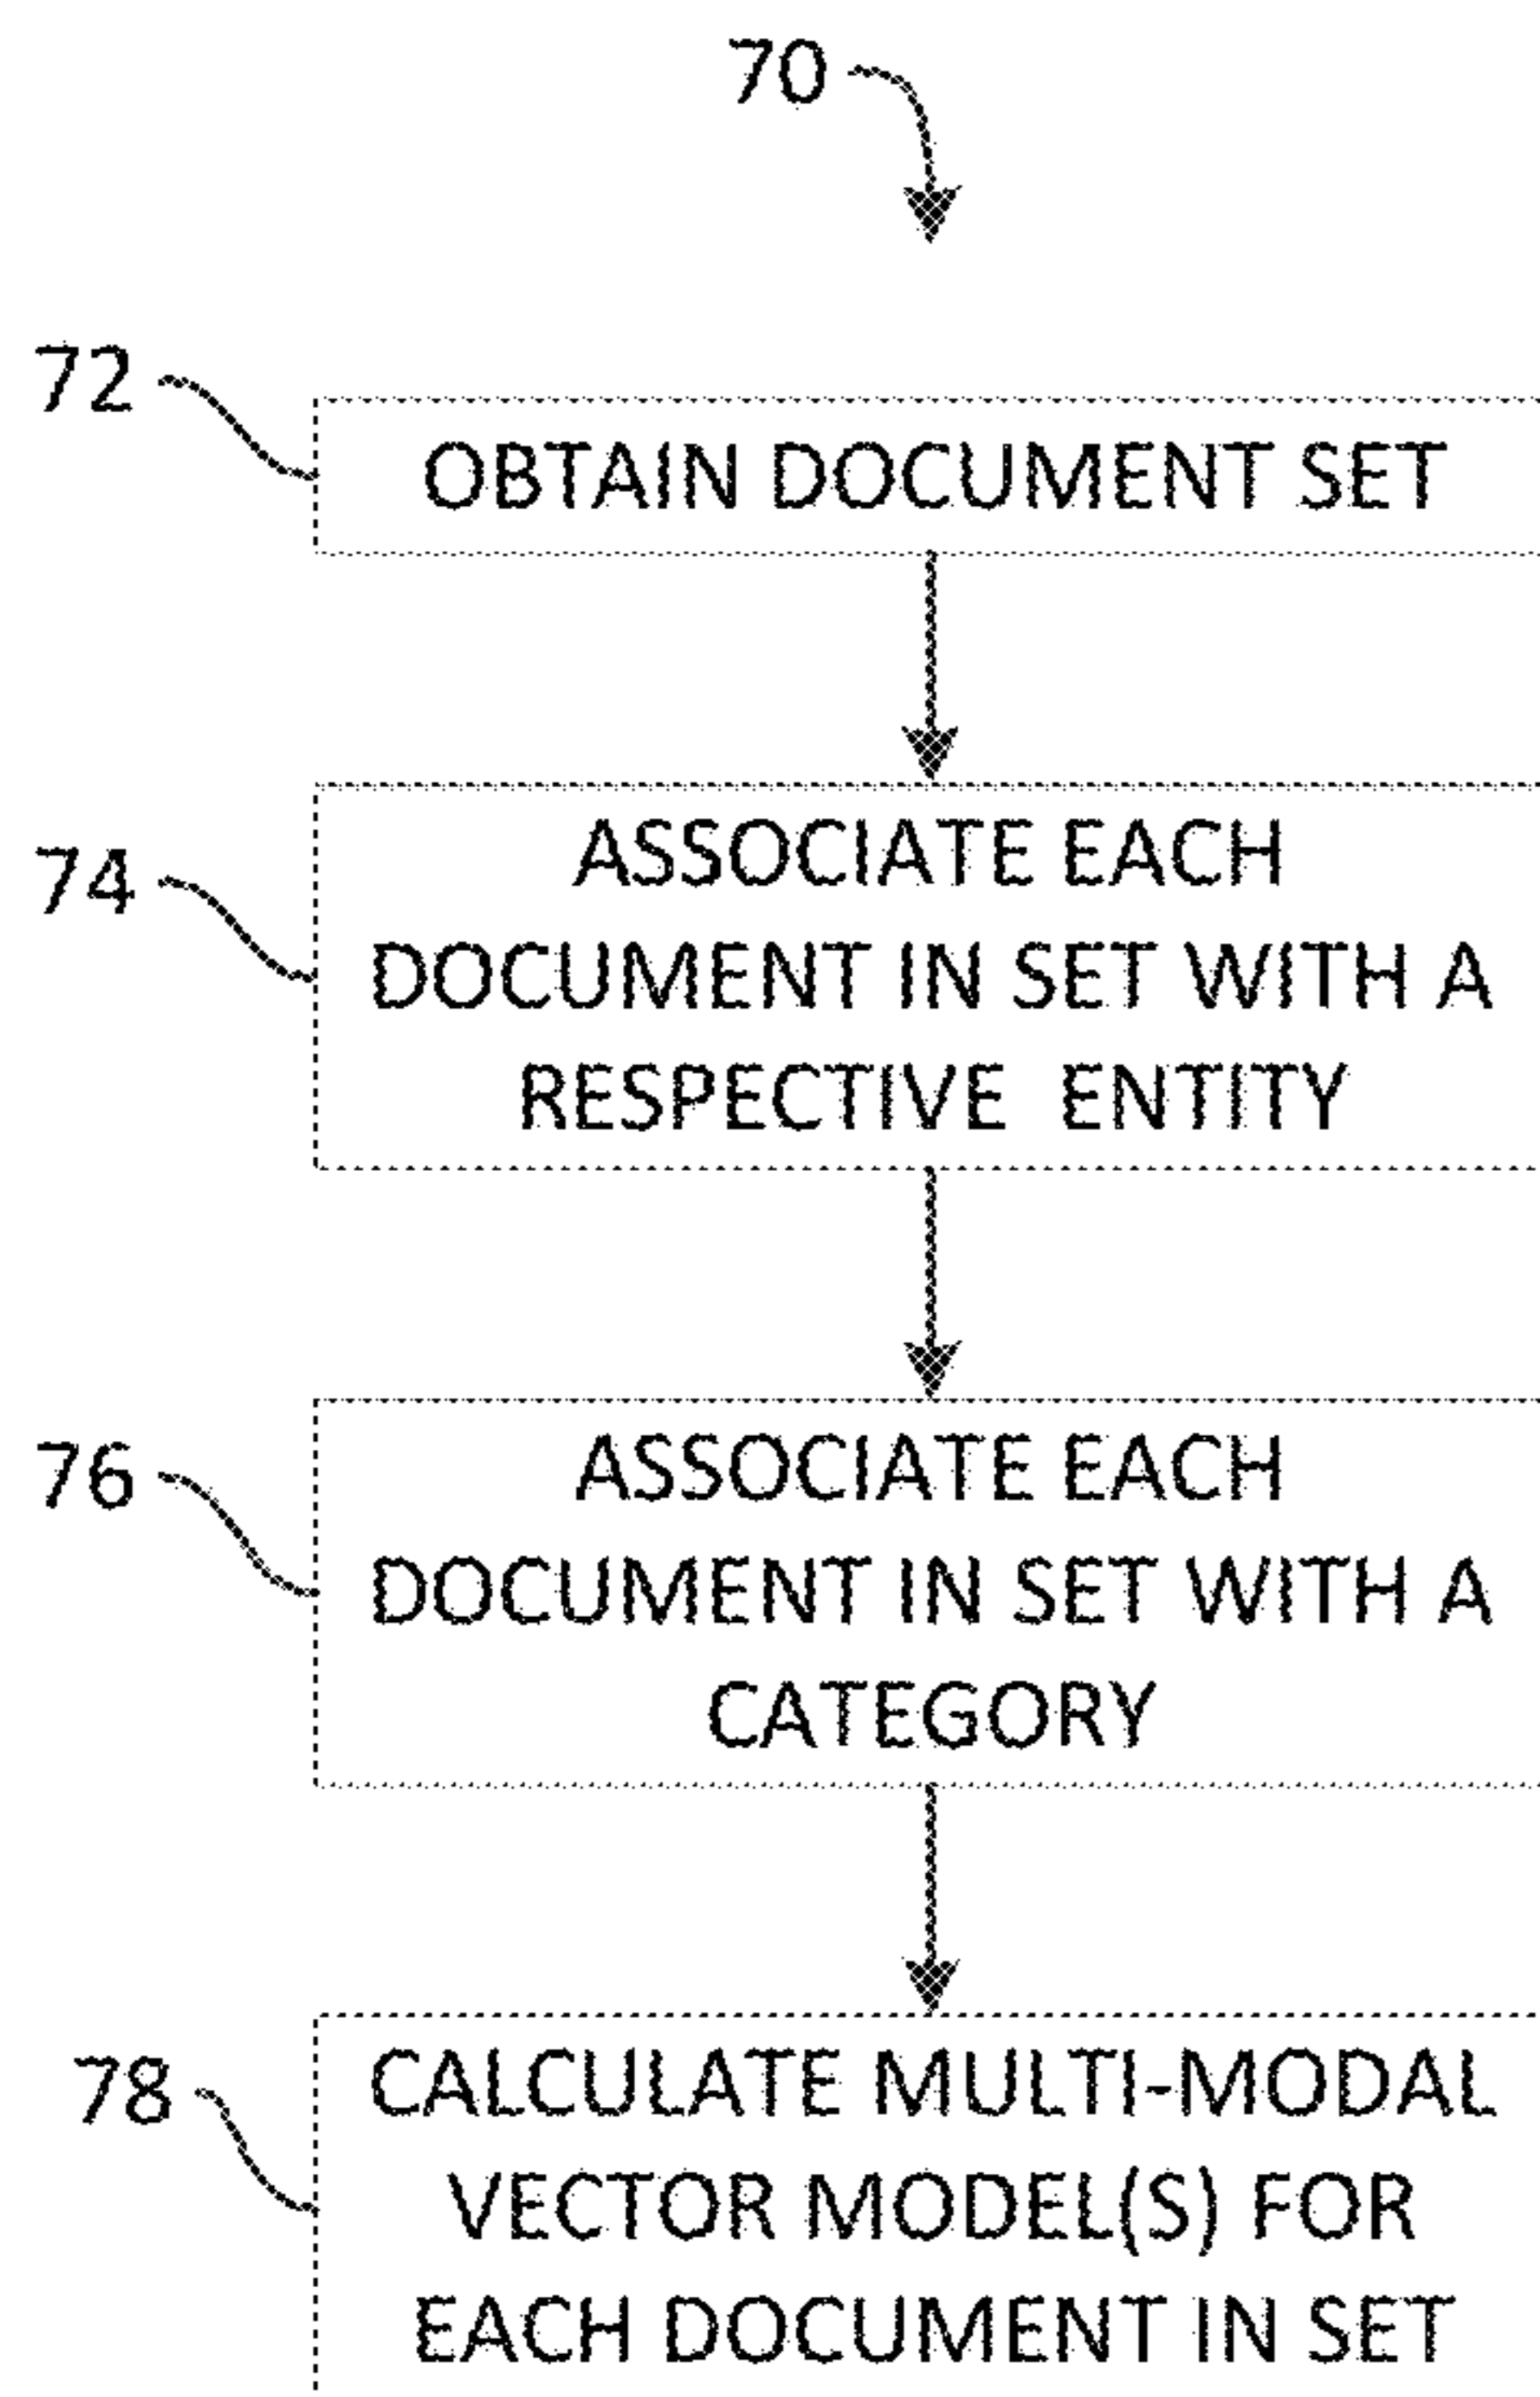 70
72
OBTAIN DOCUMENT SET
74
ASSOCIATE EACH
DOCUMENT IN SET WITH A
RESPECTIVE ENTITY
76
ASSOCIATE EACH
DOCUMENT IN SET WITH A
CATEGORY
78
CALCULATE MULTI-MODAL
VECTOR MODEL(S) FOR
EACH DOCUMENT IN SET